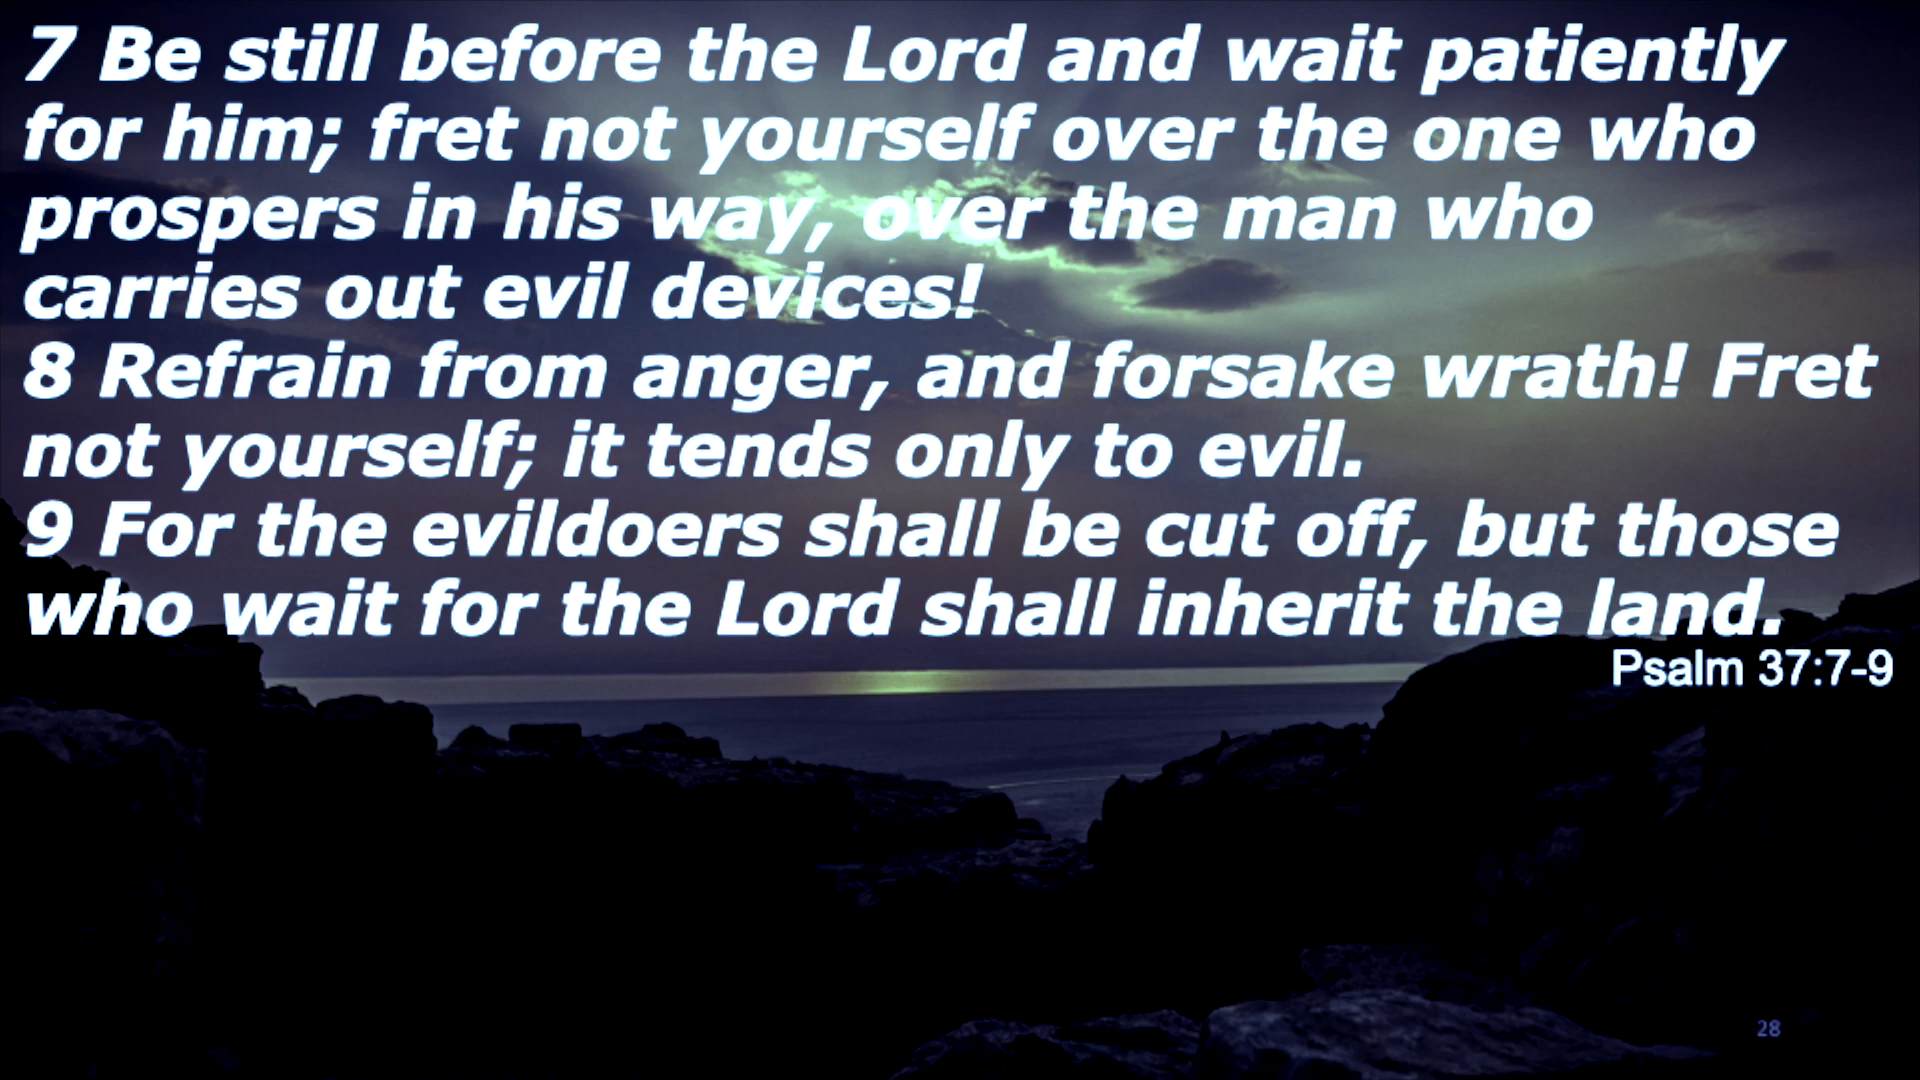 7 Be still before the Lord and wait patiently
for him; fret not yourself over the one who
prospers in his way, over the man who
carries out evil devices!
8 Refrain from anger, and forsake wrath! Fret
not yourself; it tends only to evil.
9 For the evildoers shall be cut off, but those
who wait for the Lord shall inherit the land.
Psalm 37:7-9
28